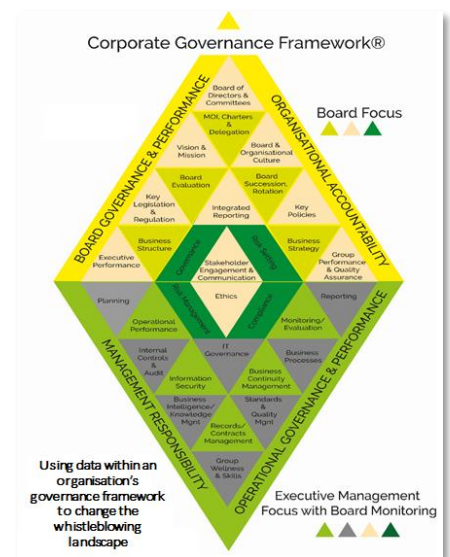 Corporate Governance Framework®
BOARD GOVERNANCE & PERFORMANCE
ORGANISATIONAL ACCOUNTABILITY
Board Focus
Board of
Directors &
Committees
MOI, Charters
&
Delegation
Vision &
Mission
Board &
Organisational
Culture
Board
Evaluation
Board
Succession,
Rotation
Key
Legislation
&
Regulation
Integrated
Reporting
Key
Policies
Executive
Performance
Business
Structure
Governance
Stakeholder
Engagement &
Communication
Risk Setting
Business
Strategy
Group
Performance
& Quality
Assurance
Planning
Operational
Performance
Risk Management
Ethics
Compliance
Monitoring/
Evaluation
Reporting
Internal
Controls
& Audit
Information
Security
IT
Governance
Business
Continuity
Management
Business
Processes
Business
Intelligence/
Knowledge
Mgnt
Records/
Contracts
Management
Standards
&
Quality
Mgnt
Group
Wellness
& Skills
MANAGEMENT RESPONSIBILITY
OPERATIONAL GOVERNANCE & PERFORMANCE
Using data within an
organisation's
governance framework
to change the
whistleblowing
landscape
Executive Management
Focus with Board Monitoring